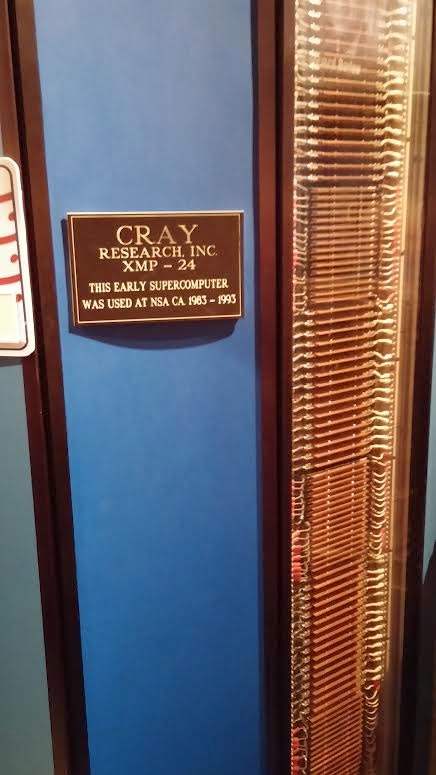 CRAY
RESEARCH, INC.
XMP - 24
THIS EARLY SUPERCOMPUTER
WAS USED AT NSA CA 1983 - 1993